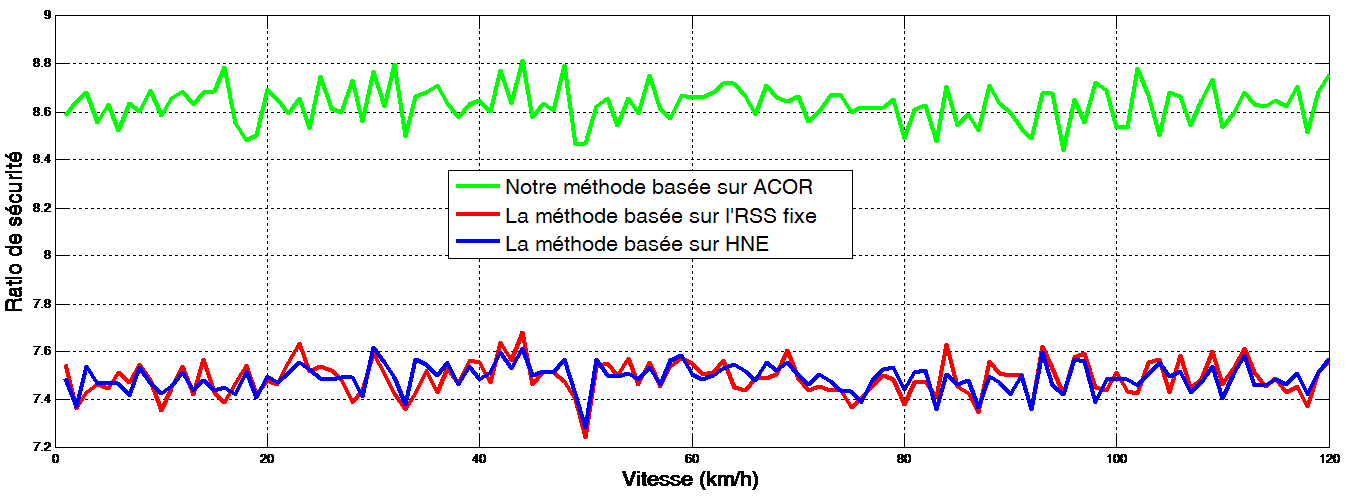 9
8.8
8.6
8.4
8.2
8
7.8
7.6
7.4
7.2
Ratio de sécurité
Notre méthode basée sur ACOR
La méthode basée sur l'RSS fixe
La méthode basée sur HNE
0 20 40 60 80 100 120
Vitesse (km/h)